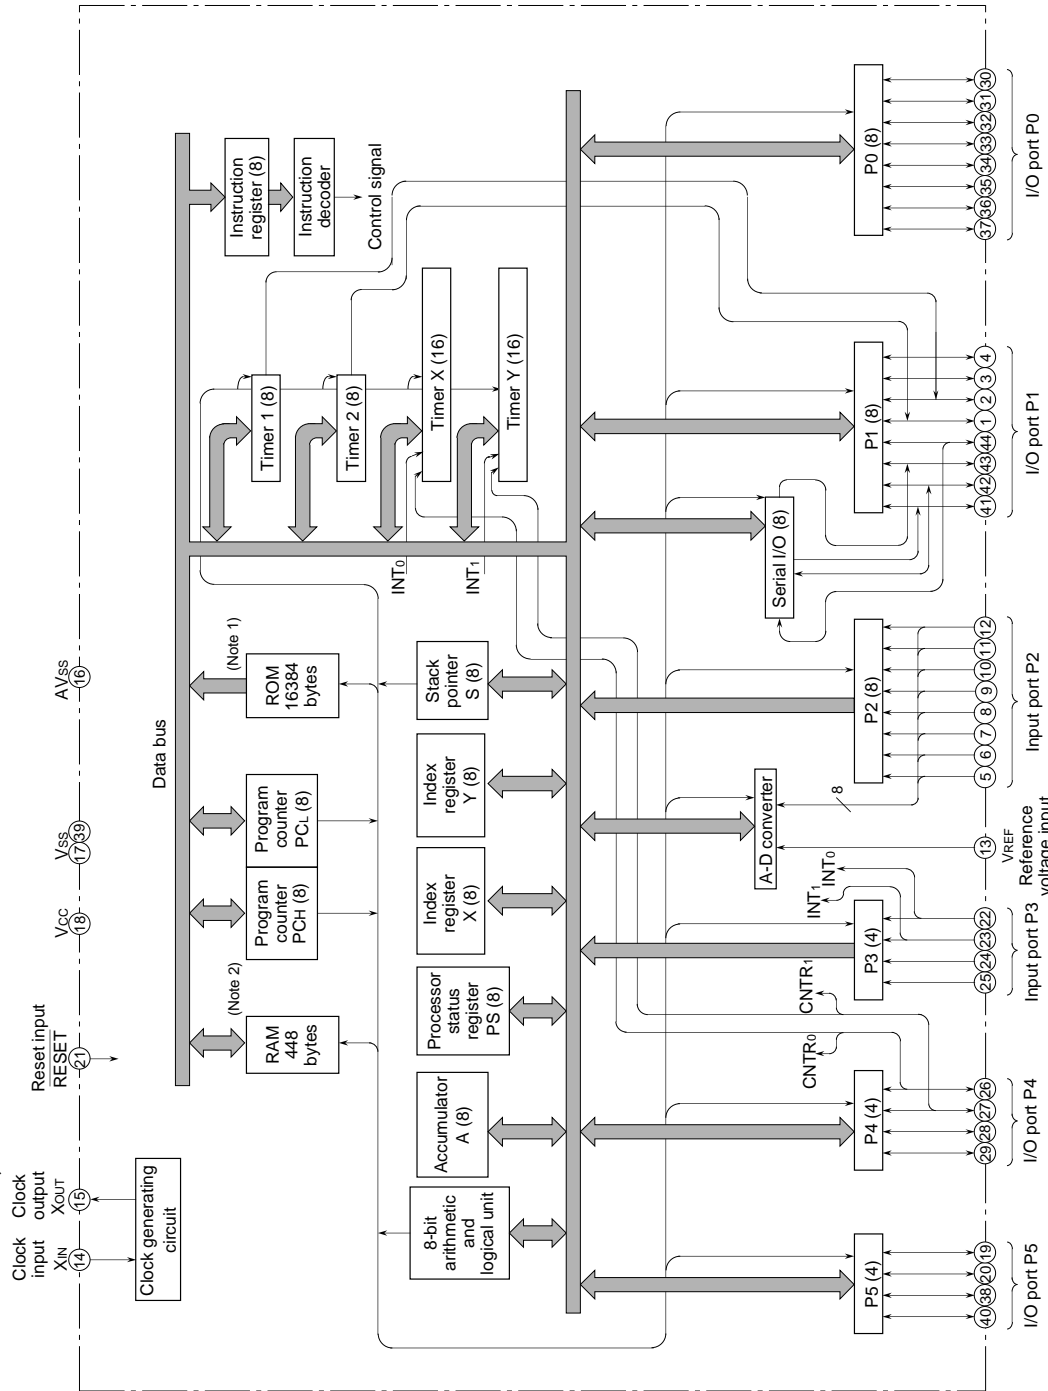 Clock
input
XIN
14
Clock
output
XOUT
15
Reset input
RESET
21
VCC
18
VSS
17 39
AVSS
16
Clock generating
circuit
Data bus
RAM
448
bytes
(Note 2)
Program
counter
PCH (8)
Program
counter
PCL (8)
ROM
16384
bytes
(Note 1)
Instruction
register (8)
Instruction
decoder
Control signal
Timer 1 (8)
Timer 2 (8)
Timer X (16)
Timer Y (16)
INT0
INT1
8-bit
arithmetic
and
logical unit
Accumulator
A (8)
Processor
status
register
PS (8)
Index
register
X (8)
Index
register
Y (8)
Stack
pointer
S (8)
CNTR0
CNTR1
INT1
INT0
A-D converter
8
Serial I/O (8)
P5 (4)
P4 (4)
P3 (4)
P2 (8)
P1 (8)
P0 (8)
40 38 20 19
29 28 27 26
25 24 23 22
13
5 6 7 8 9 10 11 12
41 42 43 44 1 2 3 4
37 36 35 34 33 32 31 30
I/O port P5
I/O port P4
Input port P3
VREF
Reference
voltage input
Input port P2
I/O port P1
I/O port P0